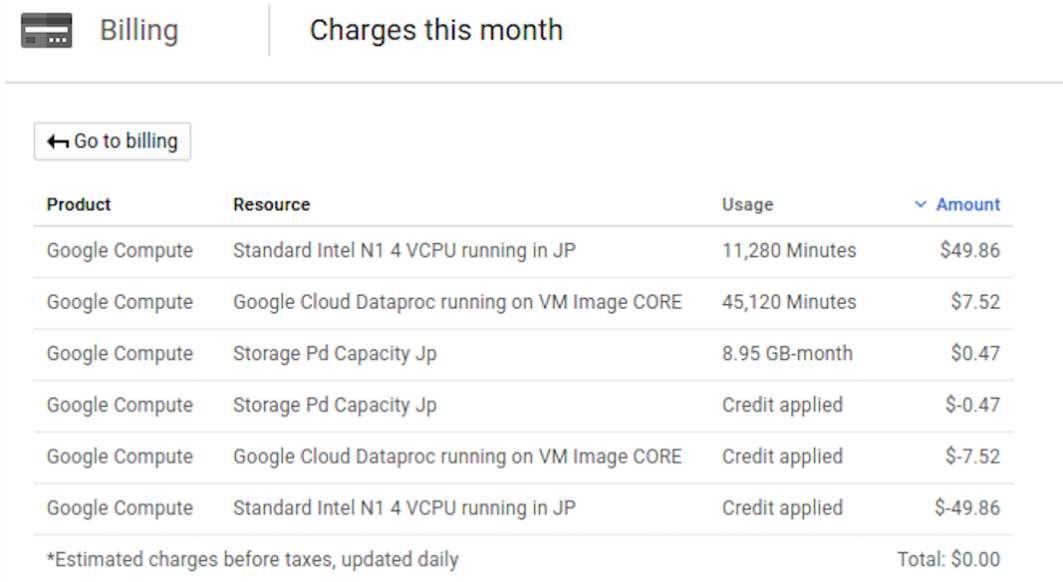 Billing Charges this month
Go to billing
Product Resource Usage Amount
Google Compute Standard Intel N1 4 VCPU running in JP 11,280 Minutes $49.86
Google Compute Google Cloud Dataproc running on VM Image CORE 45,120 Minutes $7.52
Google Compute Storage Pd Capacity Jp 8.95 GB-month $0.47
Google Compute Storage Pd Capacity Jp Credit applied $-0.47
Google Compute Google Cloud Dataproc running on VM Image CORE Credit applied $-7.52
Google Compute Standard Intel N1 4 VCPU running in JP Credit applied $-49.86
*Estimated charges before taxes, updated daily Total: $0.00